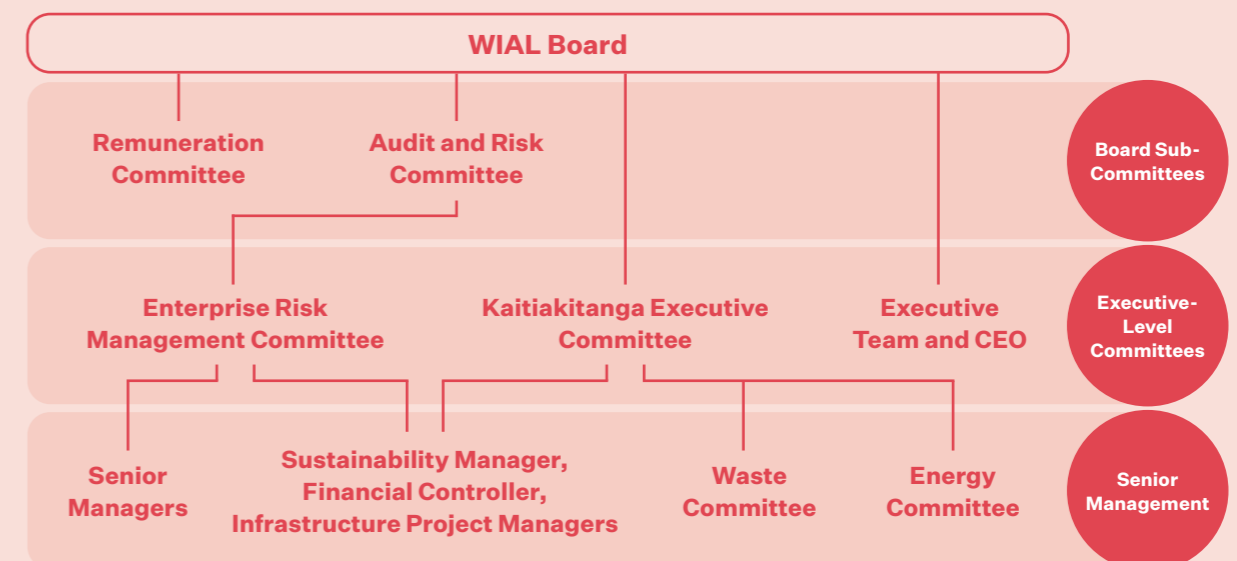 WIAL Board
Remuneration
Committee
Audit and Risk
Committee
Board Sub-
Committees
Enterprise Risk
Management Committee
Kaitiakitanga Executive
Committee
Executive
Team and CEO
Executive-
Level
Committees
Senior
Managers
Sustainability Manager,
Financial Controller,
Infrastructure Project Managers
Waste
Committee
Energy
Committee
Senior
Management